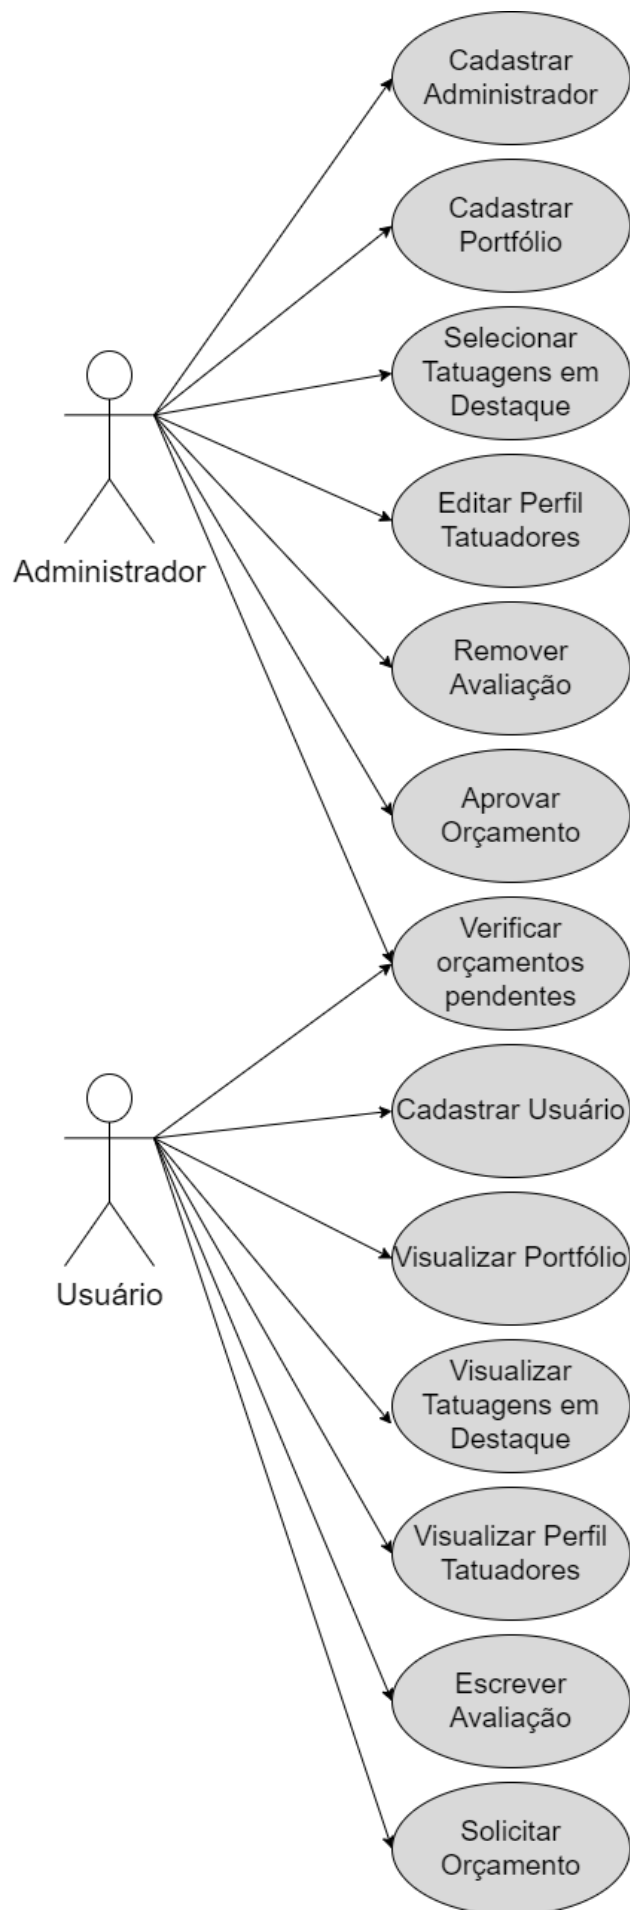 Cadastrar
Administrador
Cadastrar
Portfólio
Selecionar
Tatuagens em
Destaque
Editar Perfil
Tatuadores
Administrador
Remover
Avaliação
Aprovar
Orçamento
Verificar
orçamentos
pendentes
Cadastrar Usuário
Visualizar Portfólio
Usuário
Visualizar
Tatuagens em
Destaque
Visualizar Perfil
Tatuadores
Escrever
Avaliação
Solicitar
Orçamento